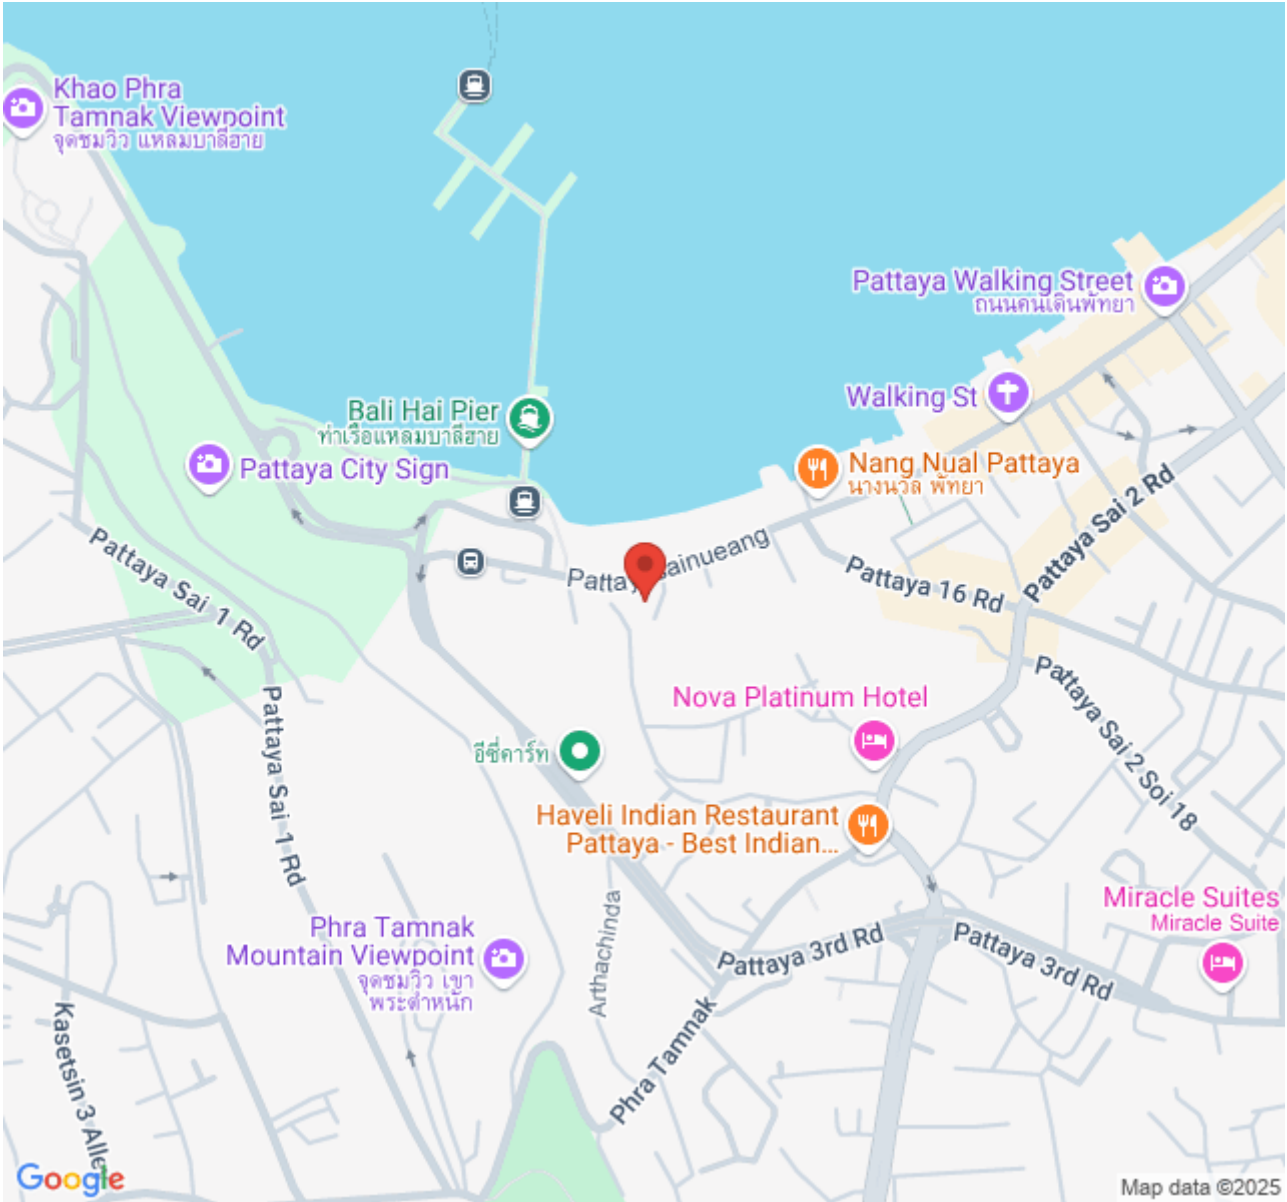 Khao Phra
Tamnak Viewpoint
จุดชมวิว แหลมบาลีฮาย
Pattaya Walking Street
ถนนคนเดินพัทยา
Walking St
Bali Hai Pier
ท่าเรือแหลมบาลีฮาย
Pattaya City Sign
Nang Nual Pattaya
นางนวล พัทยา
Pattaya Sai 2 Rd
Pattaya Sai 1 Rd
ainueang
Pattaya 16 Rd
Pattaya Sai 2 Soi 18
Nova Platinum Hotel
Pattaya Sai 1 Rd
อีซี่คาร์ท
Haveli Indian Restaurant
Pattaya - Best Indian...
Miracle Suites
Miracle Suite
Arthachinda
Phra Tamnak
Mountain Viewpoint
จุดชมวิว เขา
พระตำหนัก
Pattaya 3rd Rd
Pattaya 3rd Rd
Kasetsin 3 Alle
Phra Tamnak
Google
Map data ©2025